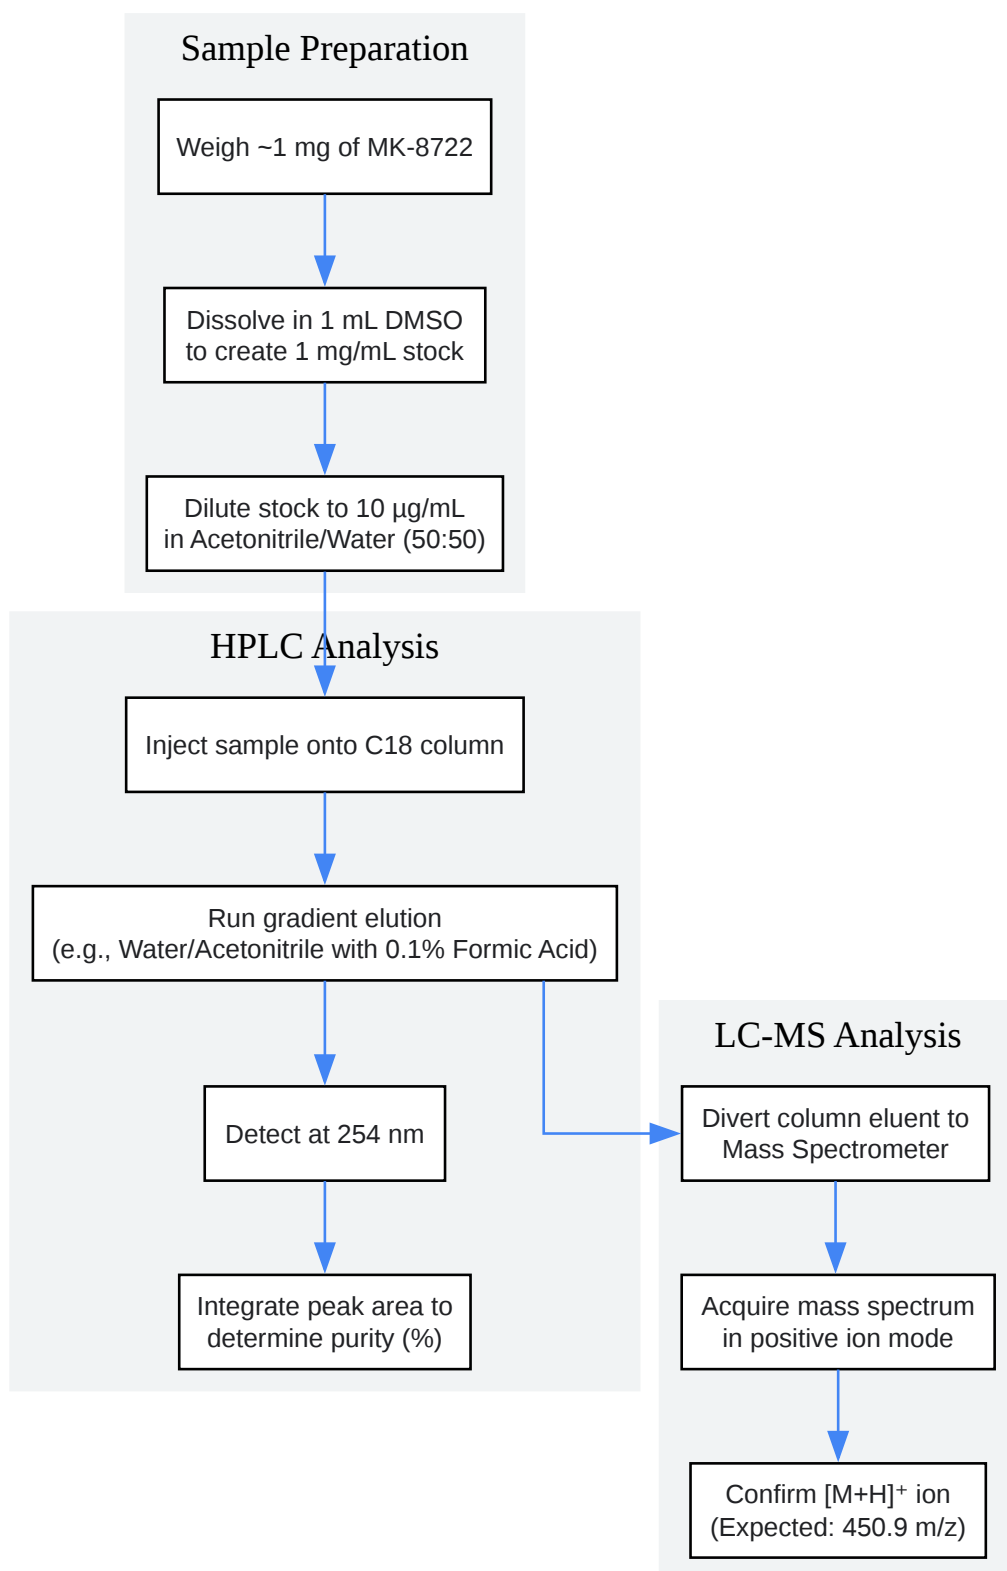 Sample Preparation
Weigh ~1 mg of MK-8722
Dissolve in 1 mL DMSO
to create 1 mg/mL stock
Dilute stock to 10 µg/mL
in Acetonitrile/Water (50:50)
HPLC Analysis
Inject sample onto C18 column
Run gradient elution
(e.g., Water/Acetonitrile with 0.1% Formic Acid)
Detect at 254 nm
Integrate peak area to
determine purity (%)
LC-MS Analysis
Divert column eluent to
Mass Spectrometer
Acquire mass spectrum
in positive ion mode
Confirm [M+H]⁺ ion
(Expected: 450.9 m/z)